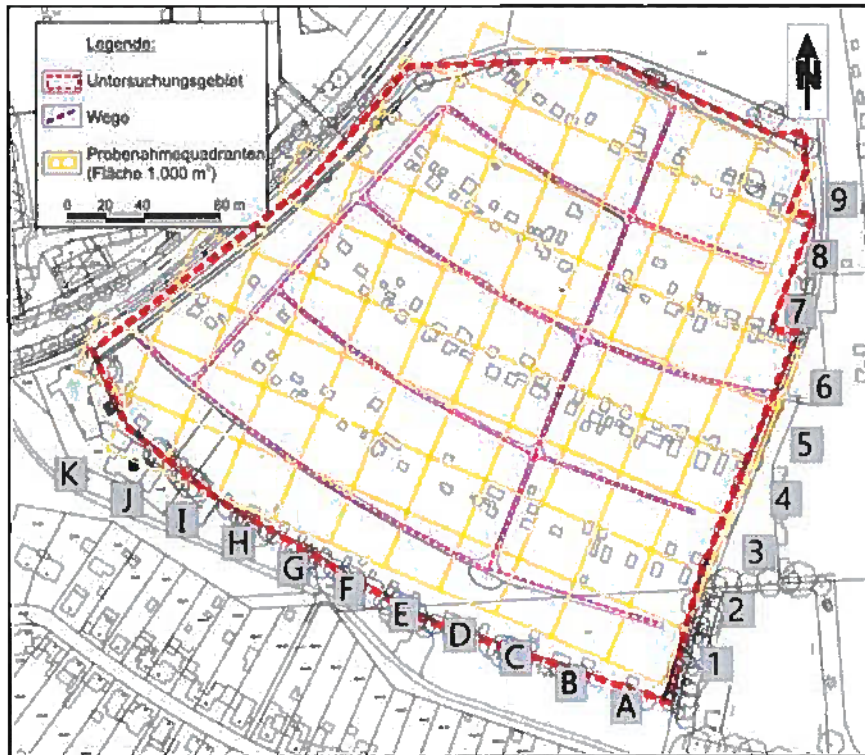 Legende:
Untersuchungsgebiet
Wege
Probenahmequadranten
(Fläche 1.000 m²)
0 20 40 80 m
N
9
8
7
6
5
4
3
2
1
K
J
I
H
G
F
E
D
C
B
A